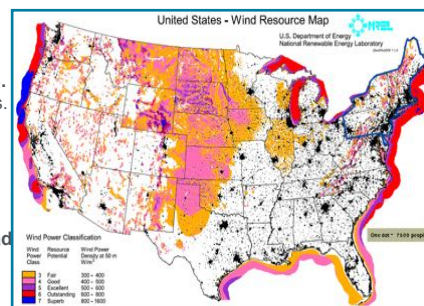 United States - Wind Resource Map
NREL
U.S. Department of Energy
National Renewable Energy Laboratory
s.
d
One dot = 7500 people
Wind Power Classification
Wind Power Class
Resource Potential
Wind Power Density at 50 m W/m²
3 Fair 300 - 400
4 Good 400 - 500
5 Excellent 500 - 600
6 Outstanding 600 - 800
7 Superb 800 - 1600